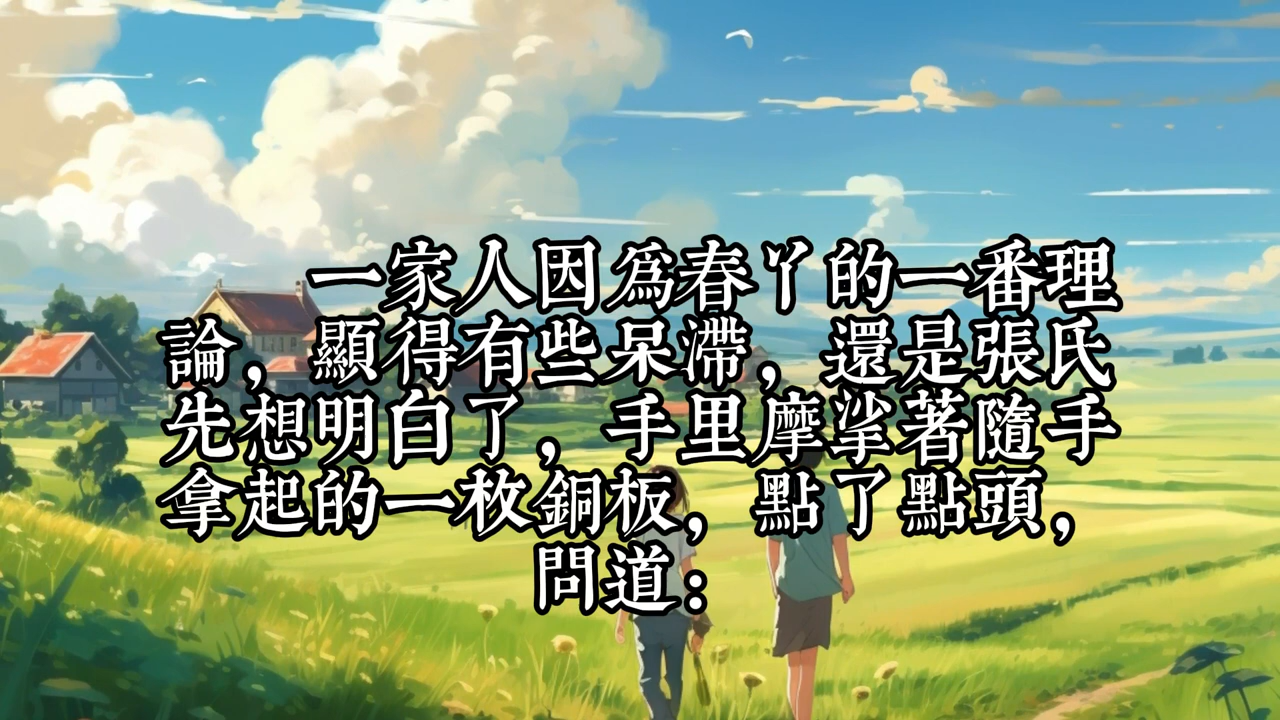 一家人因爲春丫的一番理
論，顯得有些呆滯，還是張氏
先想明白了，手里摩挲著隨手
拿起的一枚銅板，點了點頭，
問道：